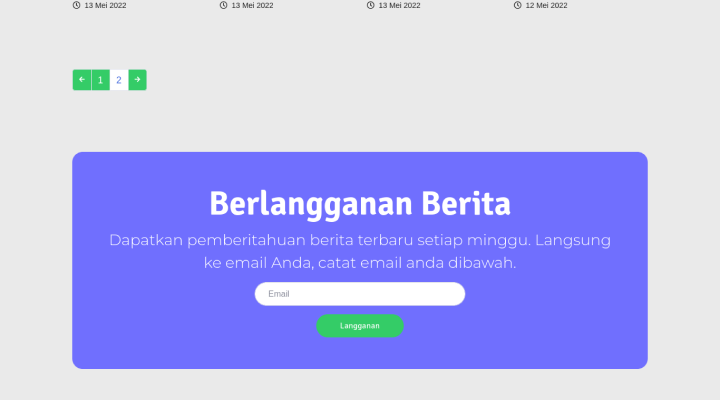 13 Mei 2022 13 Mei 2022 13 Mei 2022 12 Mei 2022
← 1 2 →
Berlangganan Berita
Dapatkan pemberitahuan berita terbaru setiap minggu. Langsung
ke email Anda, catat email anda dibawah.
Email
Langganan